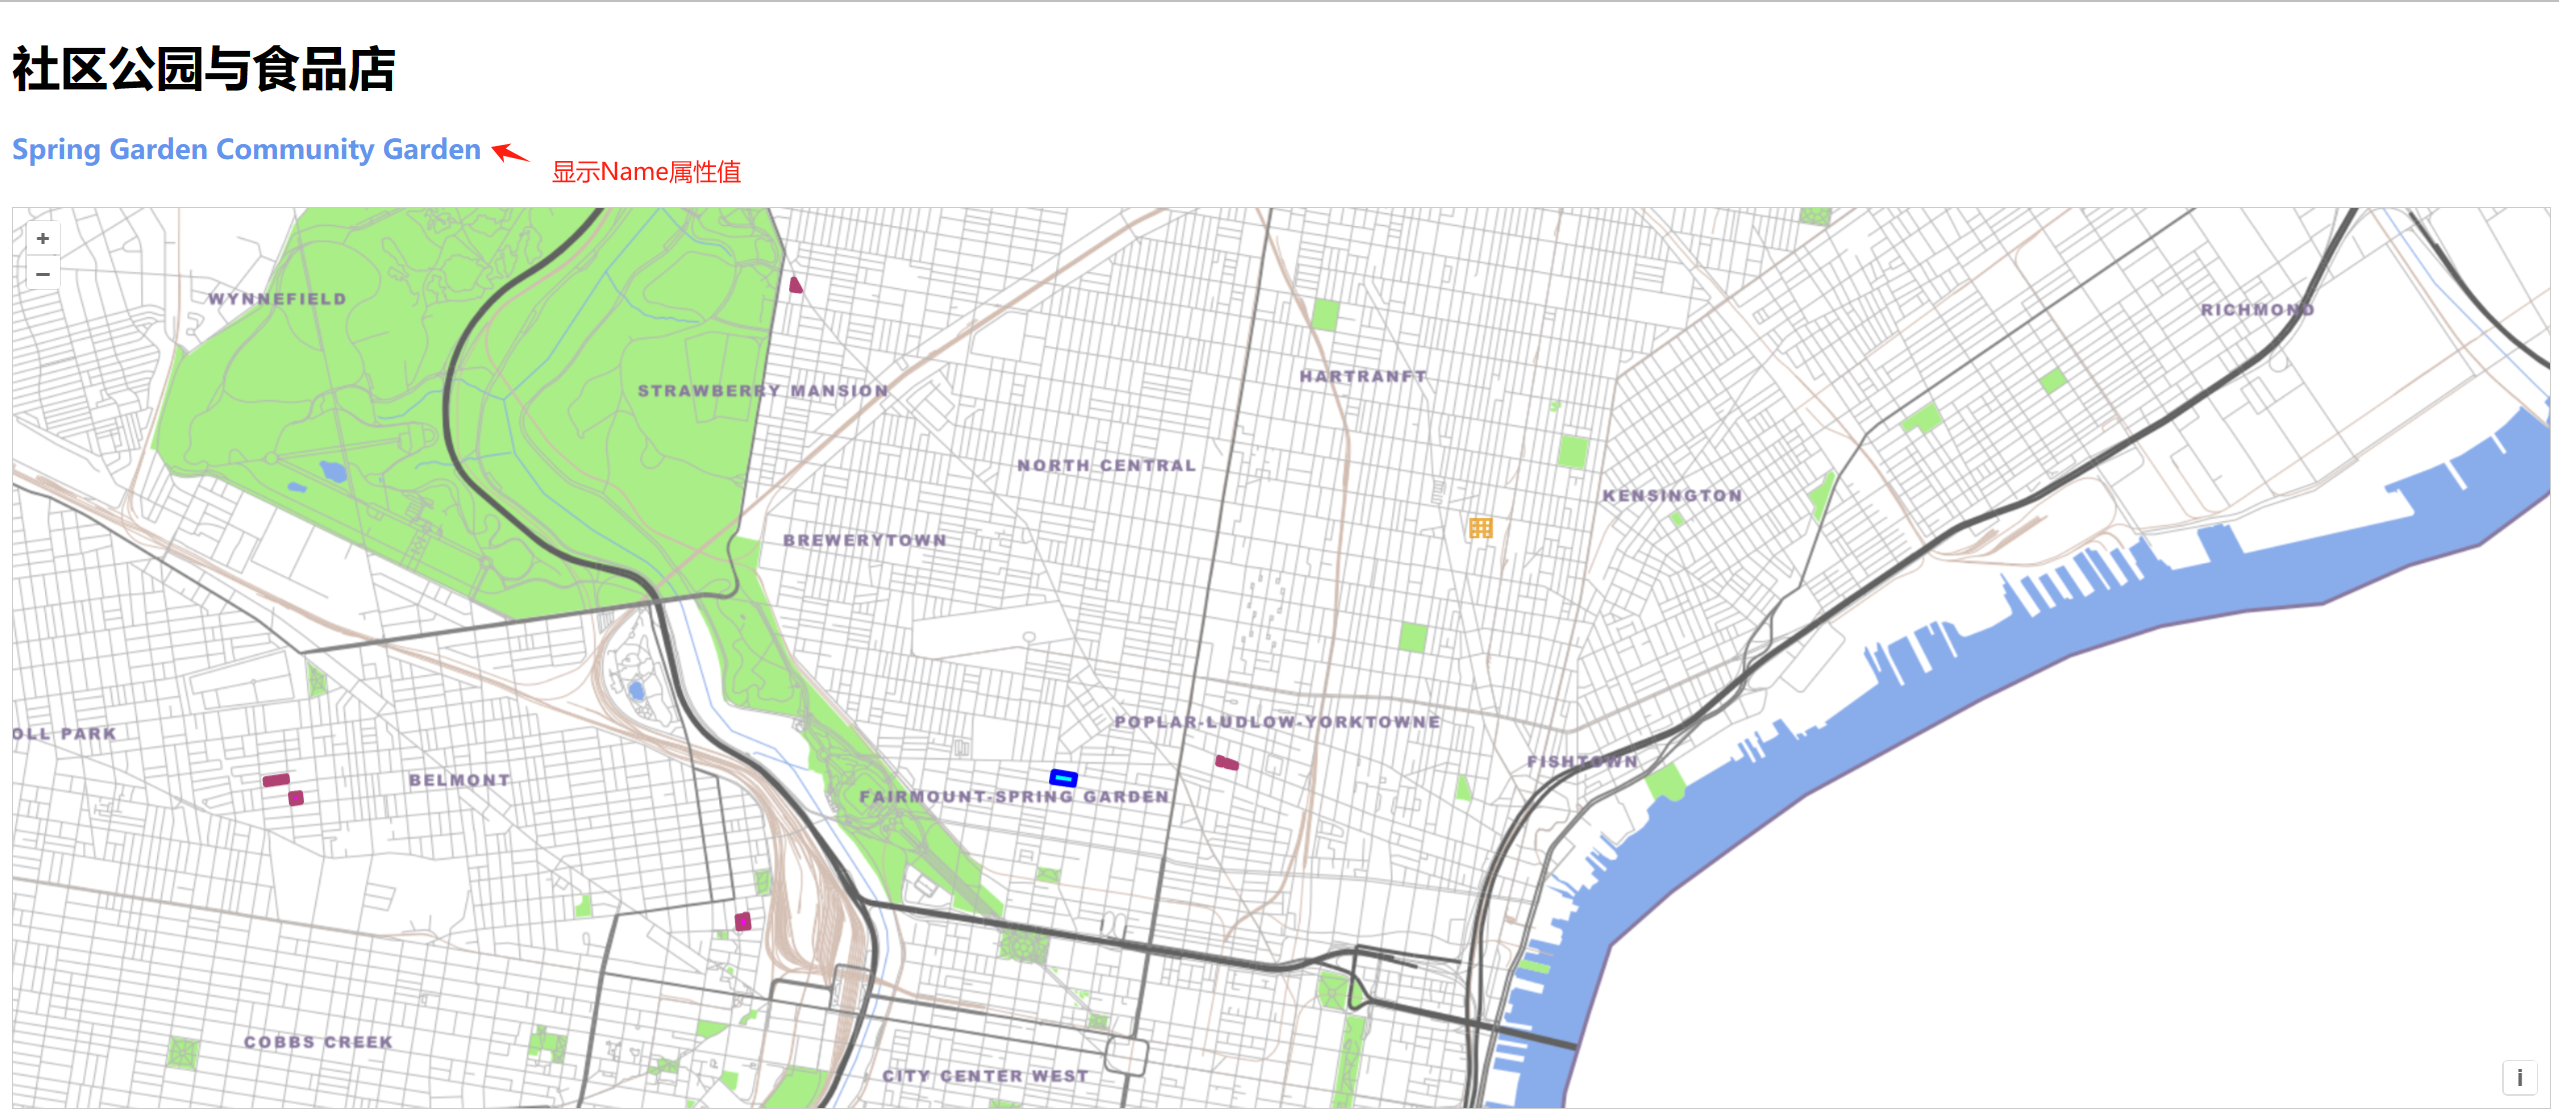 社区公园与食品店
Spring Garden Community Garden
显示Name属性值
+
−
WYNNEFIELD
RICHMOND
HARTRANFT
STRAWBERRY MANSION
NORTH CENTRAL
KENSINGTON
BREWERYTOWN
POPLAR-LUDLOW-YORKTOWNE
OLL PARK
FISHTOWN
BELMONT
FAIRMOUNT-SPRING GARDEN
COBBS CREEK
CITY CENTER WEST
i